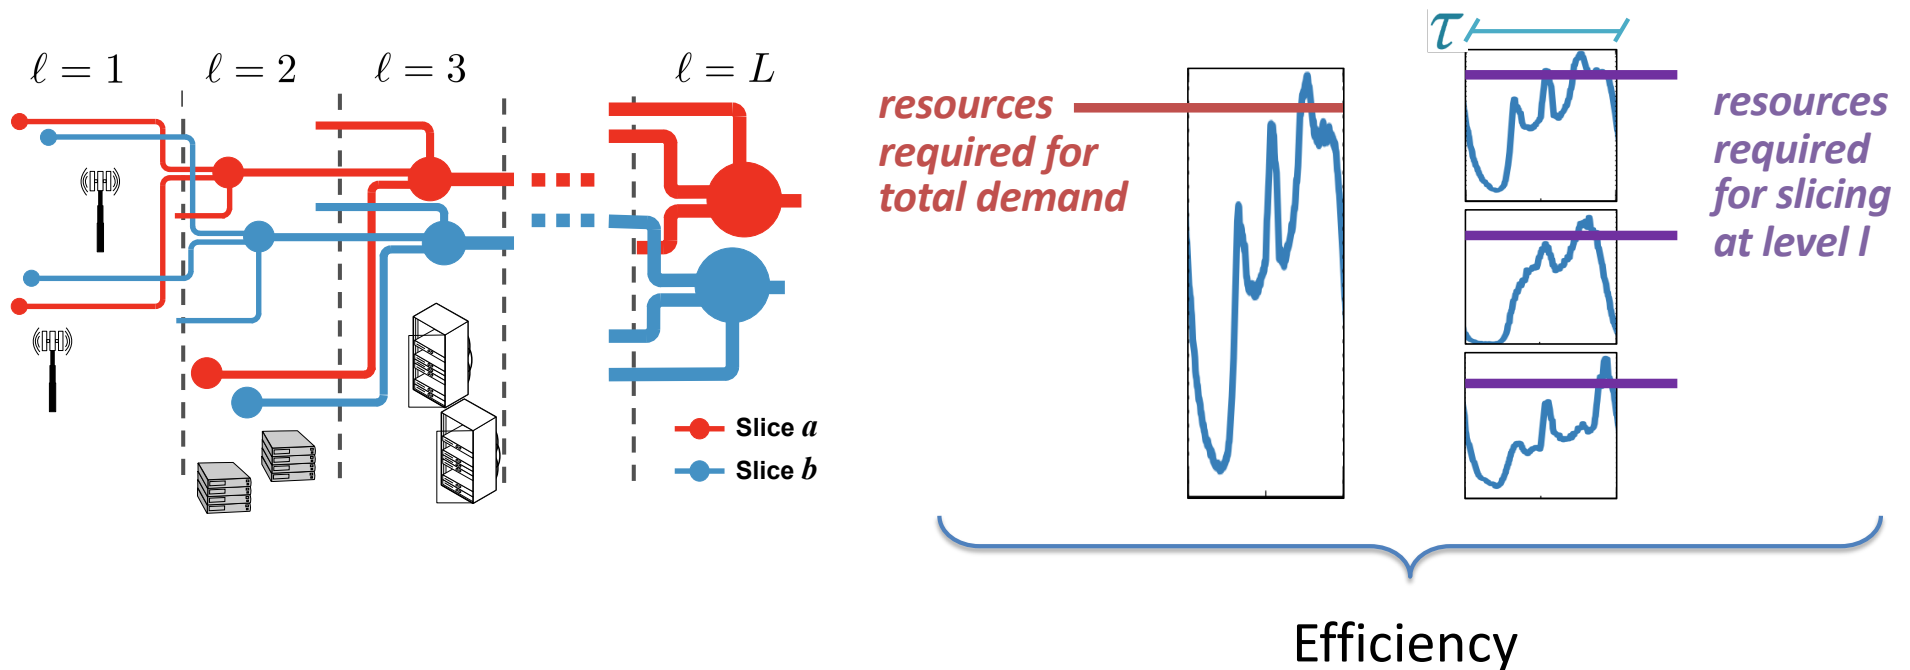 ℓ = 1
ℓ = 2
ℓ = 3
ℓ = L
Slice a
Slice b
resources
required for
total demand
τ
resources
required
for slicing
at level l
Efficiency